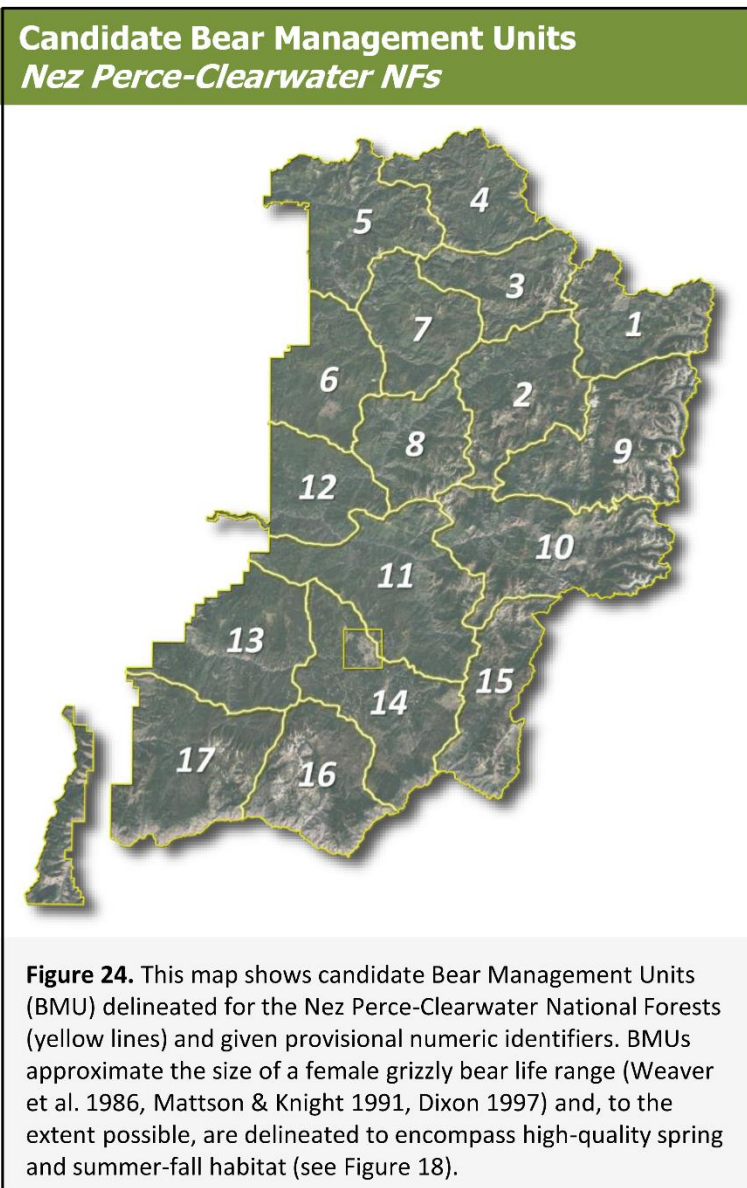 Candidate Bear Management Units
Nez Perce-Clearwater NFs
4
5
3
1
7
6
2
8
9
12
10
11
13
15
14
17
16
Figure 24. This map shows candidate Bear Management Units
(BMU) delineated for the Nez Perce-Clearwater National Forests
(yellow lines) and given provisional numeric identifiers. BMUs
approximate the size of a female grizzly bear life range (Weaver
et al. 1986, Mattson & Knight 1991, Dixon 1997) and, to the
extent possible, are delineated to encompass high-quality spring
and summer-fall habitat (see Figure 18).